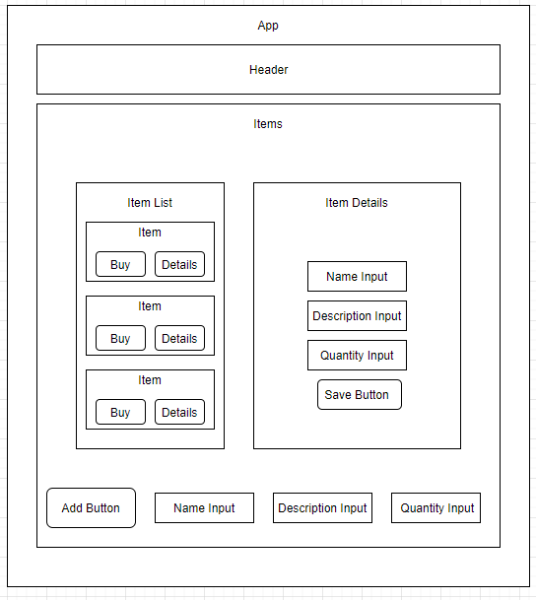 App
Header
Items
Item List
Item
Buy
Details
Item
Buy
Details
Item
Buy
Details
Item Details
Name Input
Description Input
Quantity Input
Save Button
Add Button
Name Input
Description Input
Quantity Input